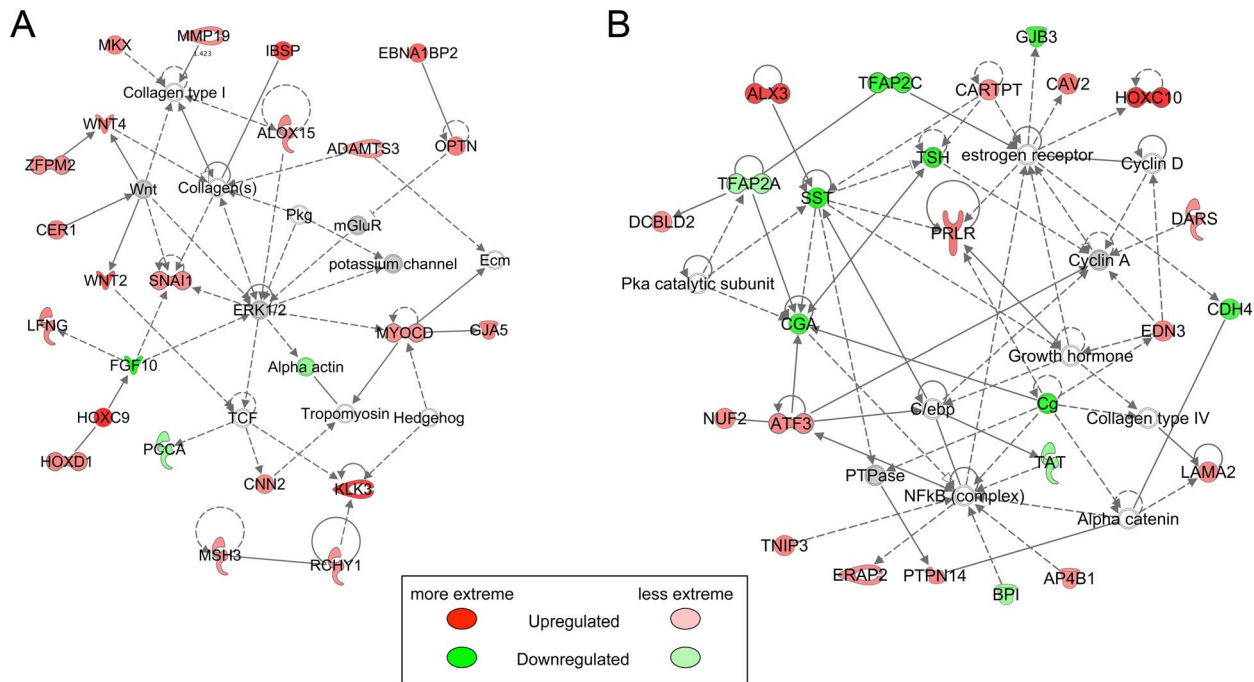 A
B
MMP19
MKX
1.423
IBSP
EBNA1BP2
Collagen type I
WNT4
ALOX15
OPTN
ZFPM2
ADAMTS3
Wnt
Collagen(s)
Pkg
mGluR
CER1
potassium channel
Ecm
WNT2
SNAI1
ERK1/2
LFNG
MYOCD
GJA5
FGF10
Alpha actin
HOXC9
TCF
Tropomyosin
Hedgehog
PCCA
HOXD1
CNN2
KLK3
MSH3
RCHY1
GJB3
ALX3
TFAP2C
CARTPT
CAV2
HOXC10
TSH
estrogen receptor
Cyclin D
TFAP2A
SST
DCBLD2
PRLR
DARS
Cyclin A
Pka catalytic subunit
CGA
CDH4
EDN3
Growth hormone
NUF2
ATF3
C/ebp
Cg
Collagen type IV
PTPase
TAT
LAMA2
NFkB (complex)
Alpha catenin
TNIP3
ERAP2
PTPN14
AP4B1
BPI
more extreme
less extreme
Upregulated
Downregulated